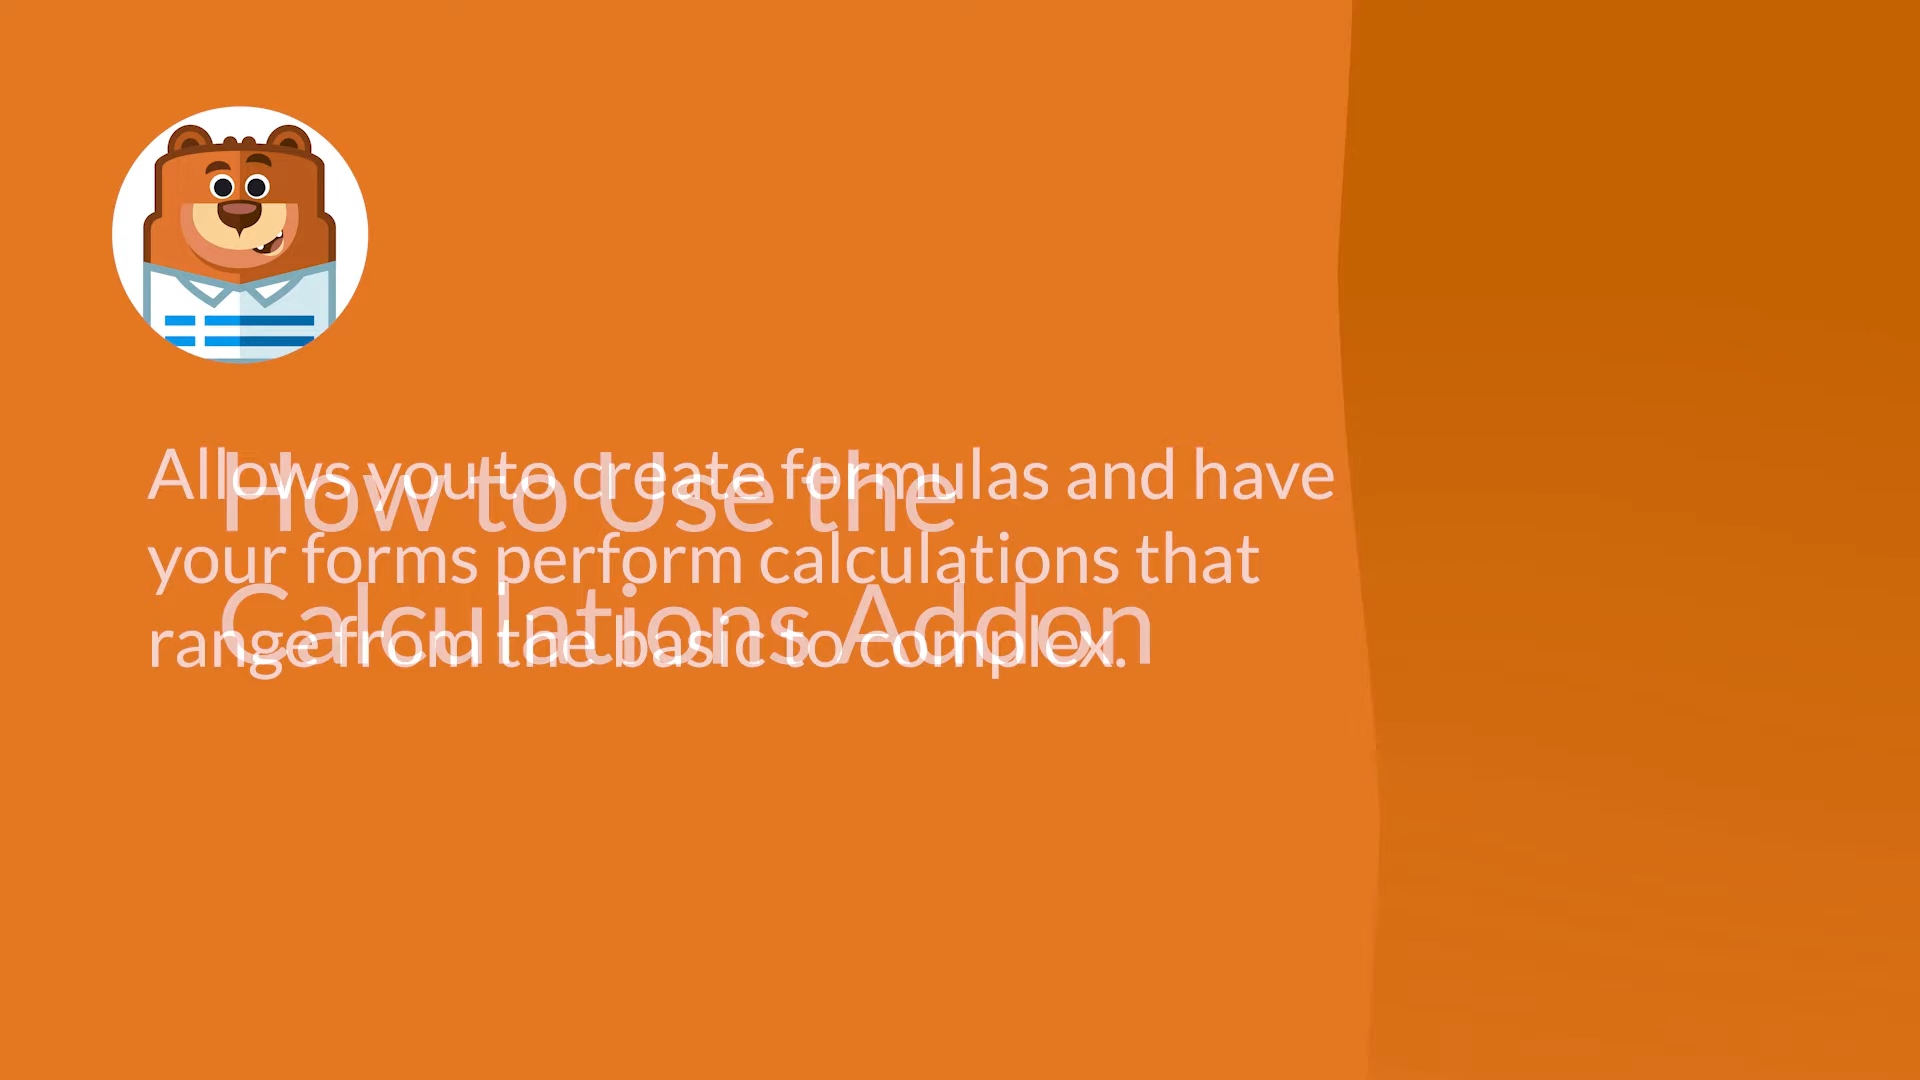 Allows you to create formulas and have
your forms perform calculations that
range from the basic to complex.
How to Use the
Calculations Addon